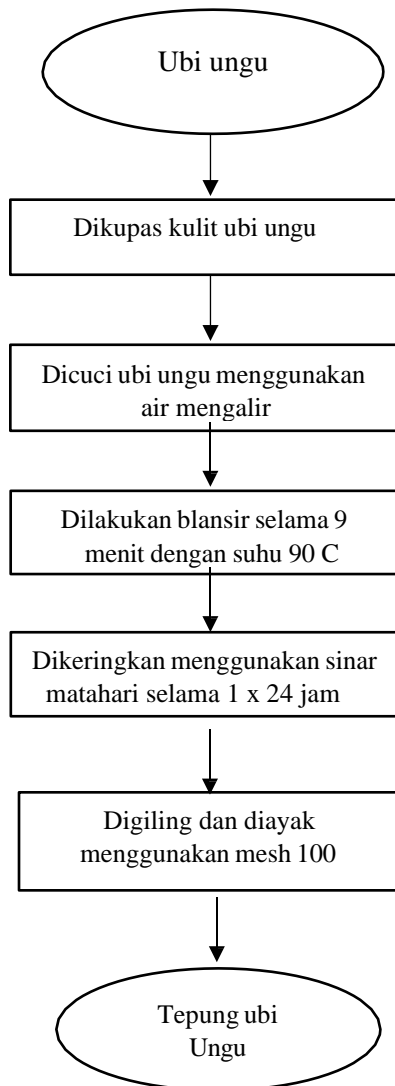 Ubi ungu
Dikupas kulit ubi ungu
Dicuci ubi ungu menggunakan
air mengalir
Dilakukan blansir selama 9
menit dengan suhu 90 C
Dikeringkan menggunakan sinar
matahari selama 1 x 24 jam
Digiling dan diayak
menggunakan mesh 100
Tepung ubi
Ungu